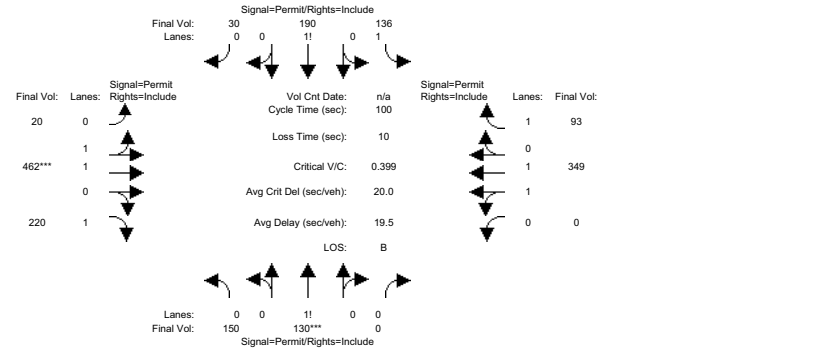 Signal=Permit/Rights=Include
Final Vol: 30 190 136
Lanes: 0 0 1! 0 1
Signal=Permit Signal=Permit
Final Vol: Lanes: Rights=Include Vol Cnt Date: n/a Rights=Include Lanes: Final Vol:
Cycle Time (sec): 100
20 0 1 93
Loss Time (sec): 10
1 0
462*** 1 Critical V/C: 0.399 1 349
0 Avg Crit Del (sec/veh): 20.0 1
220 1 Avg Delay (sec/veh): 19.5 0 0
LOS: B
Lanes: 0 0 1! 0 0
Final Vol: 150 130*** 0
Signal=Permit/Rights=Include